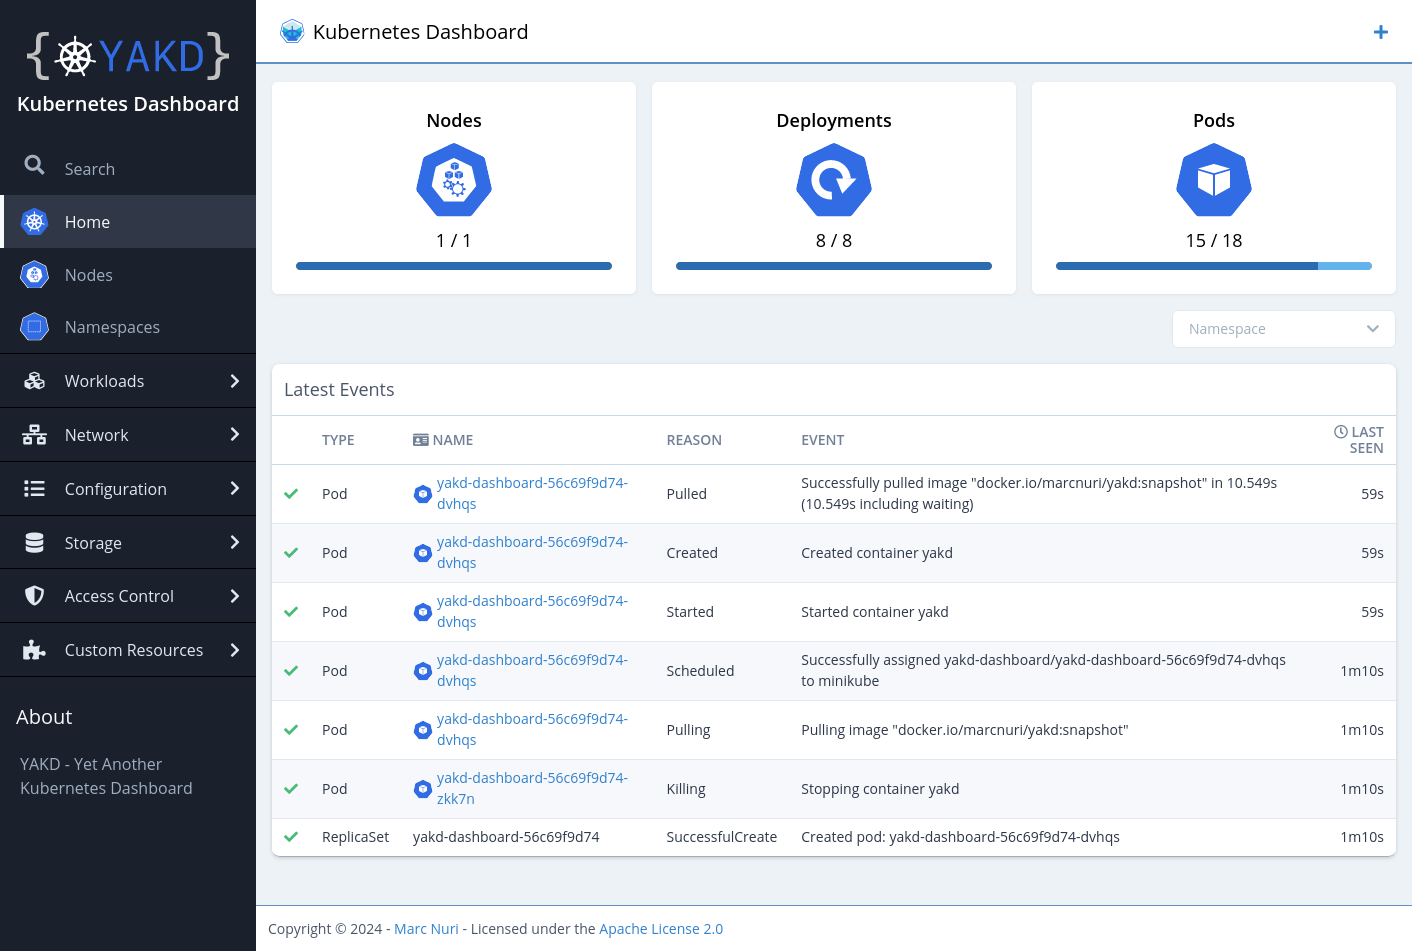 {YAKD}
Kubernetes Dashboard
Search
Home
Nodes
Namespaces
Workloads
Network
Configuration
Storage
Access Control
Custom Resources
About
YAKD - Yet Another
Kubernetes Dashboard
Kubernetes Dashboard
Nodes
1 / 1
Deployments
8 / 8
Pods
15 / 18
Namespace
Latest Events
TYPE NAME REASON EVENT LAST
SEEN
Pod yakd-dashboard-56c69f9d74- Pulled Successfully pulled image "docker.io/marcnuri/yakd:snapshot" in 10.549s 59s
dvhqs (10.549s including waiting)
Pod yakd-dashboard-56c69f9d74- Created Created container yakd 59s
dvhqs
Pod yakd-dashboard-56c69f9d74- Started Started container yakd 59s
dvhqs
Pod yakd-dashboard-56c69f9d74- Scheduled Successfully assigned yakd-dashboard/yakd-dashboard-56c69f9d74-dvhqs 1m10s
dvhqs to minikube
Pod yakd-dashboard-56c69f9d74- Pulling Pulling image "docker.io/marcnuri/yakd:snapshot" 1m10s
dvhqs
Pod yakd-dashboard-56c69f9d74- Killing Stopping container yakd 1m10s
zkk7n
ReplicaSet yakd-dashboard-56c69f9d74 SuccessfulCreate Created pod: yakd-dashboard-56c69f9d74-dvhqs 1m10s
Copyright © 2024 - Marc Nuri - Licensed under the Apache License 2.0